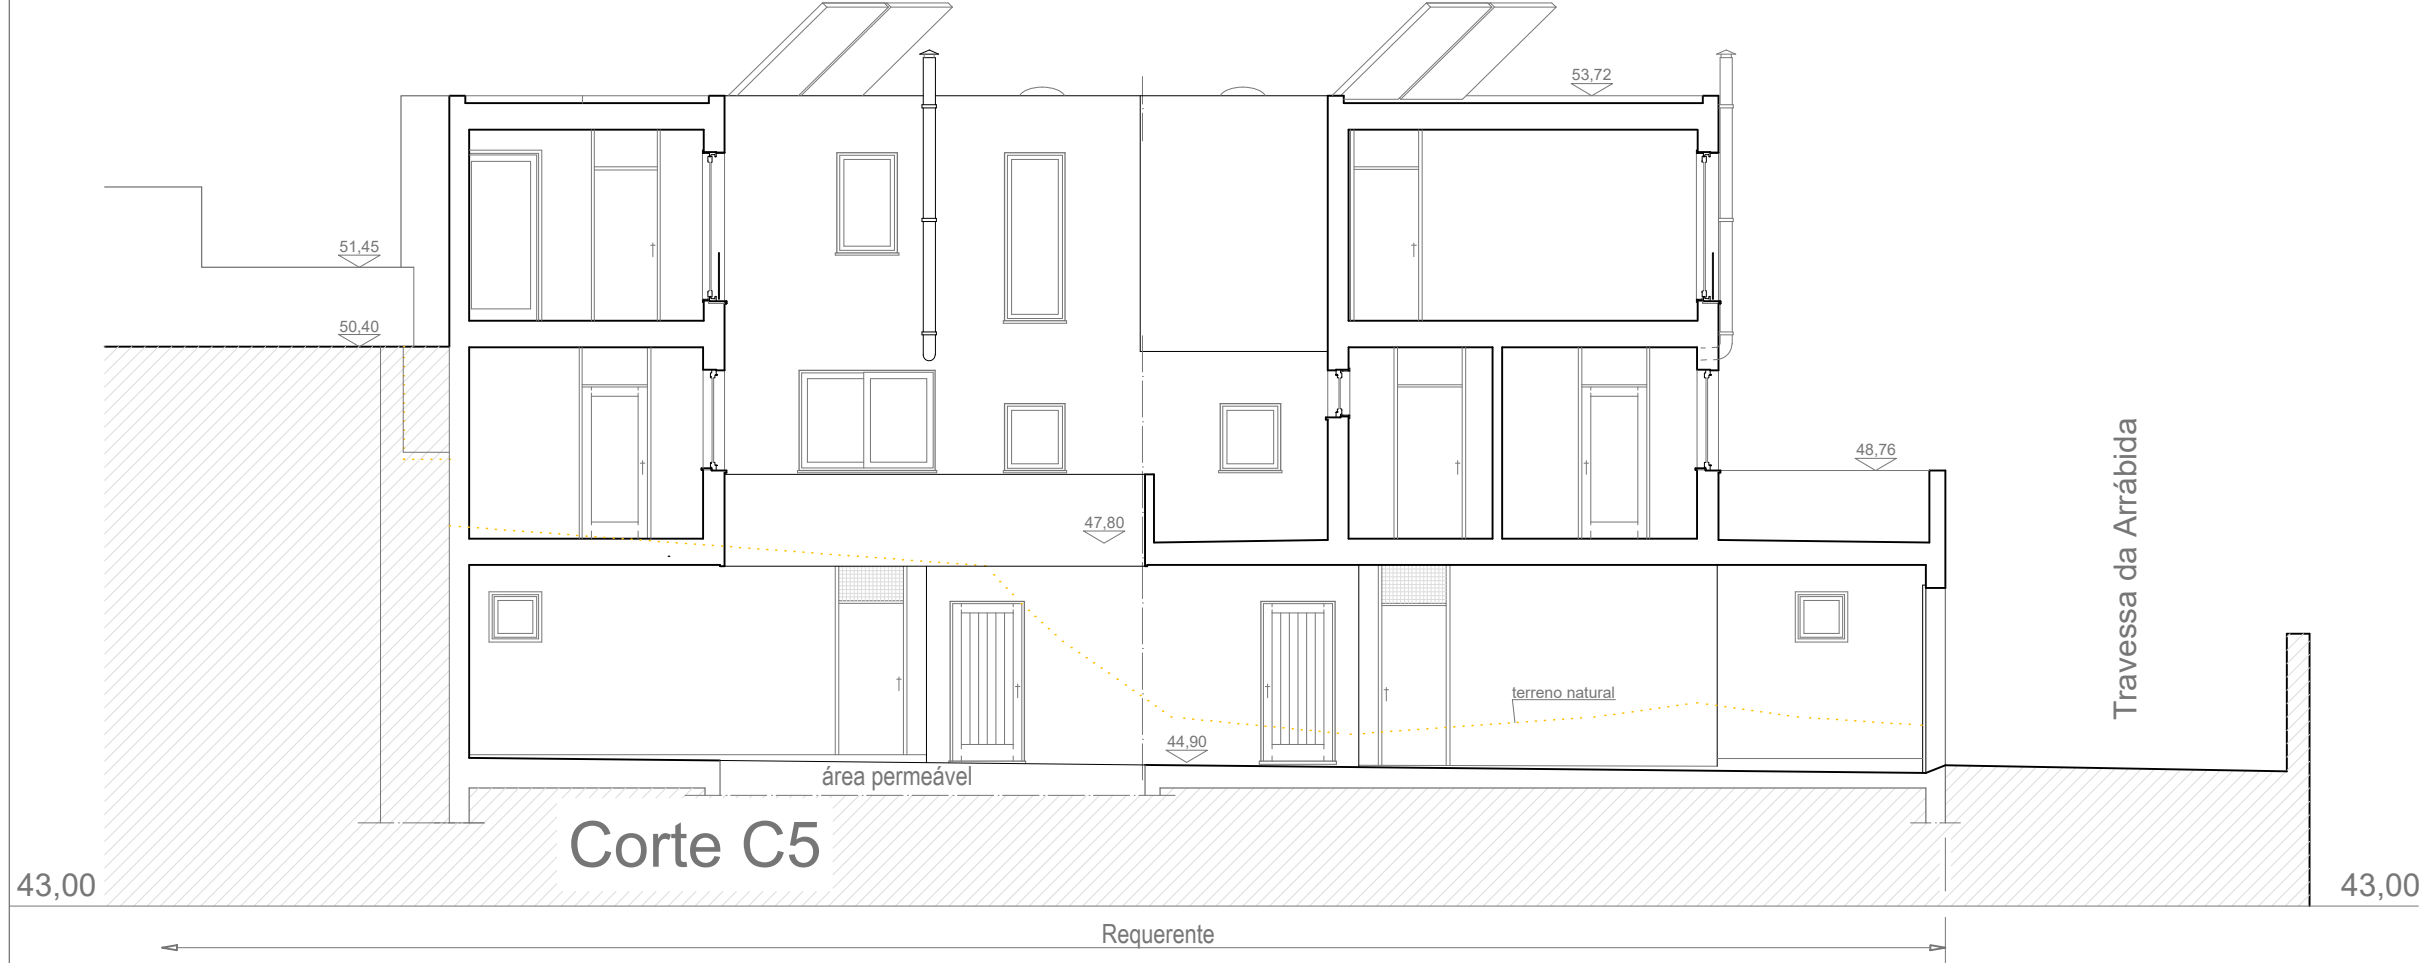 53,72
51,45
50,40
48,76
47,80
terreno natural
44,90
área permeável
Travessa da Arrábida
Corte C5
43,00
43,00
Requerente